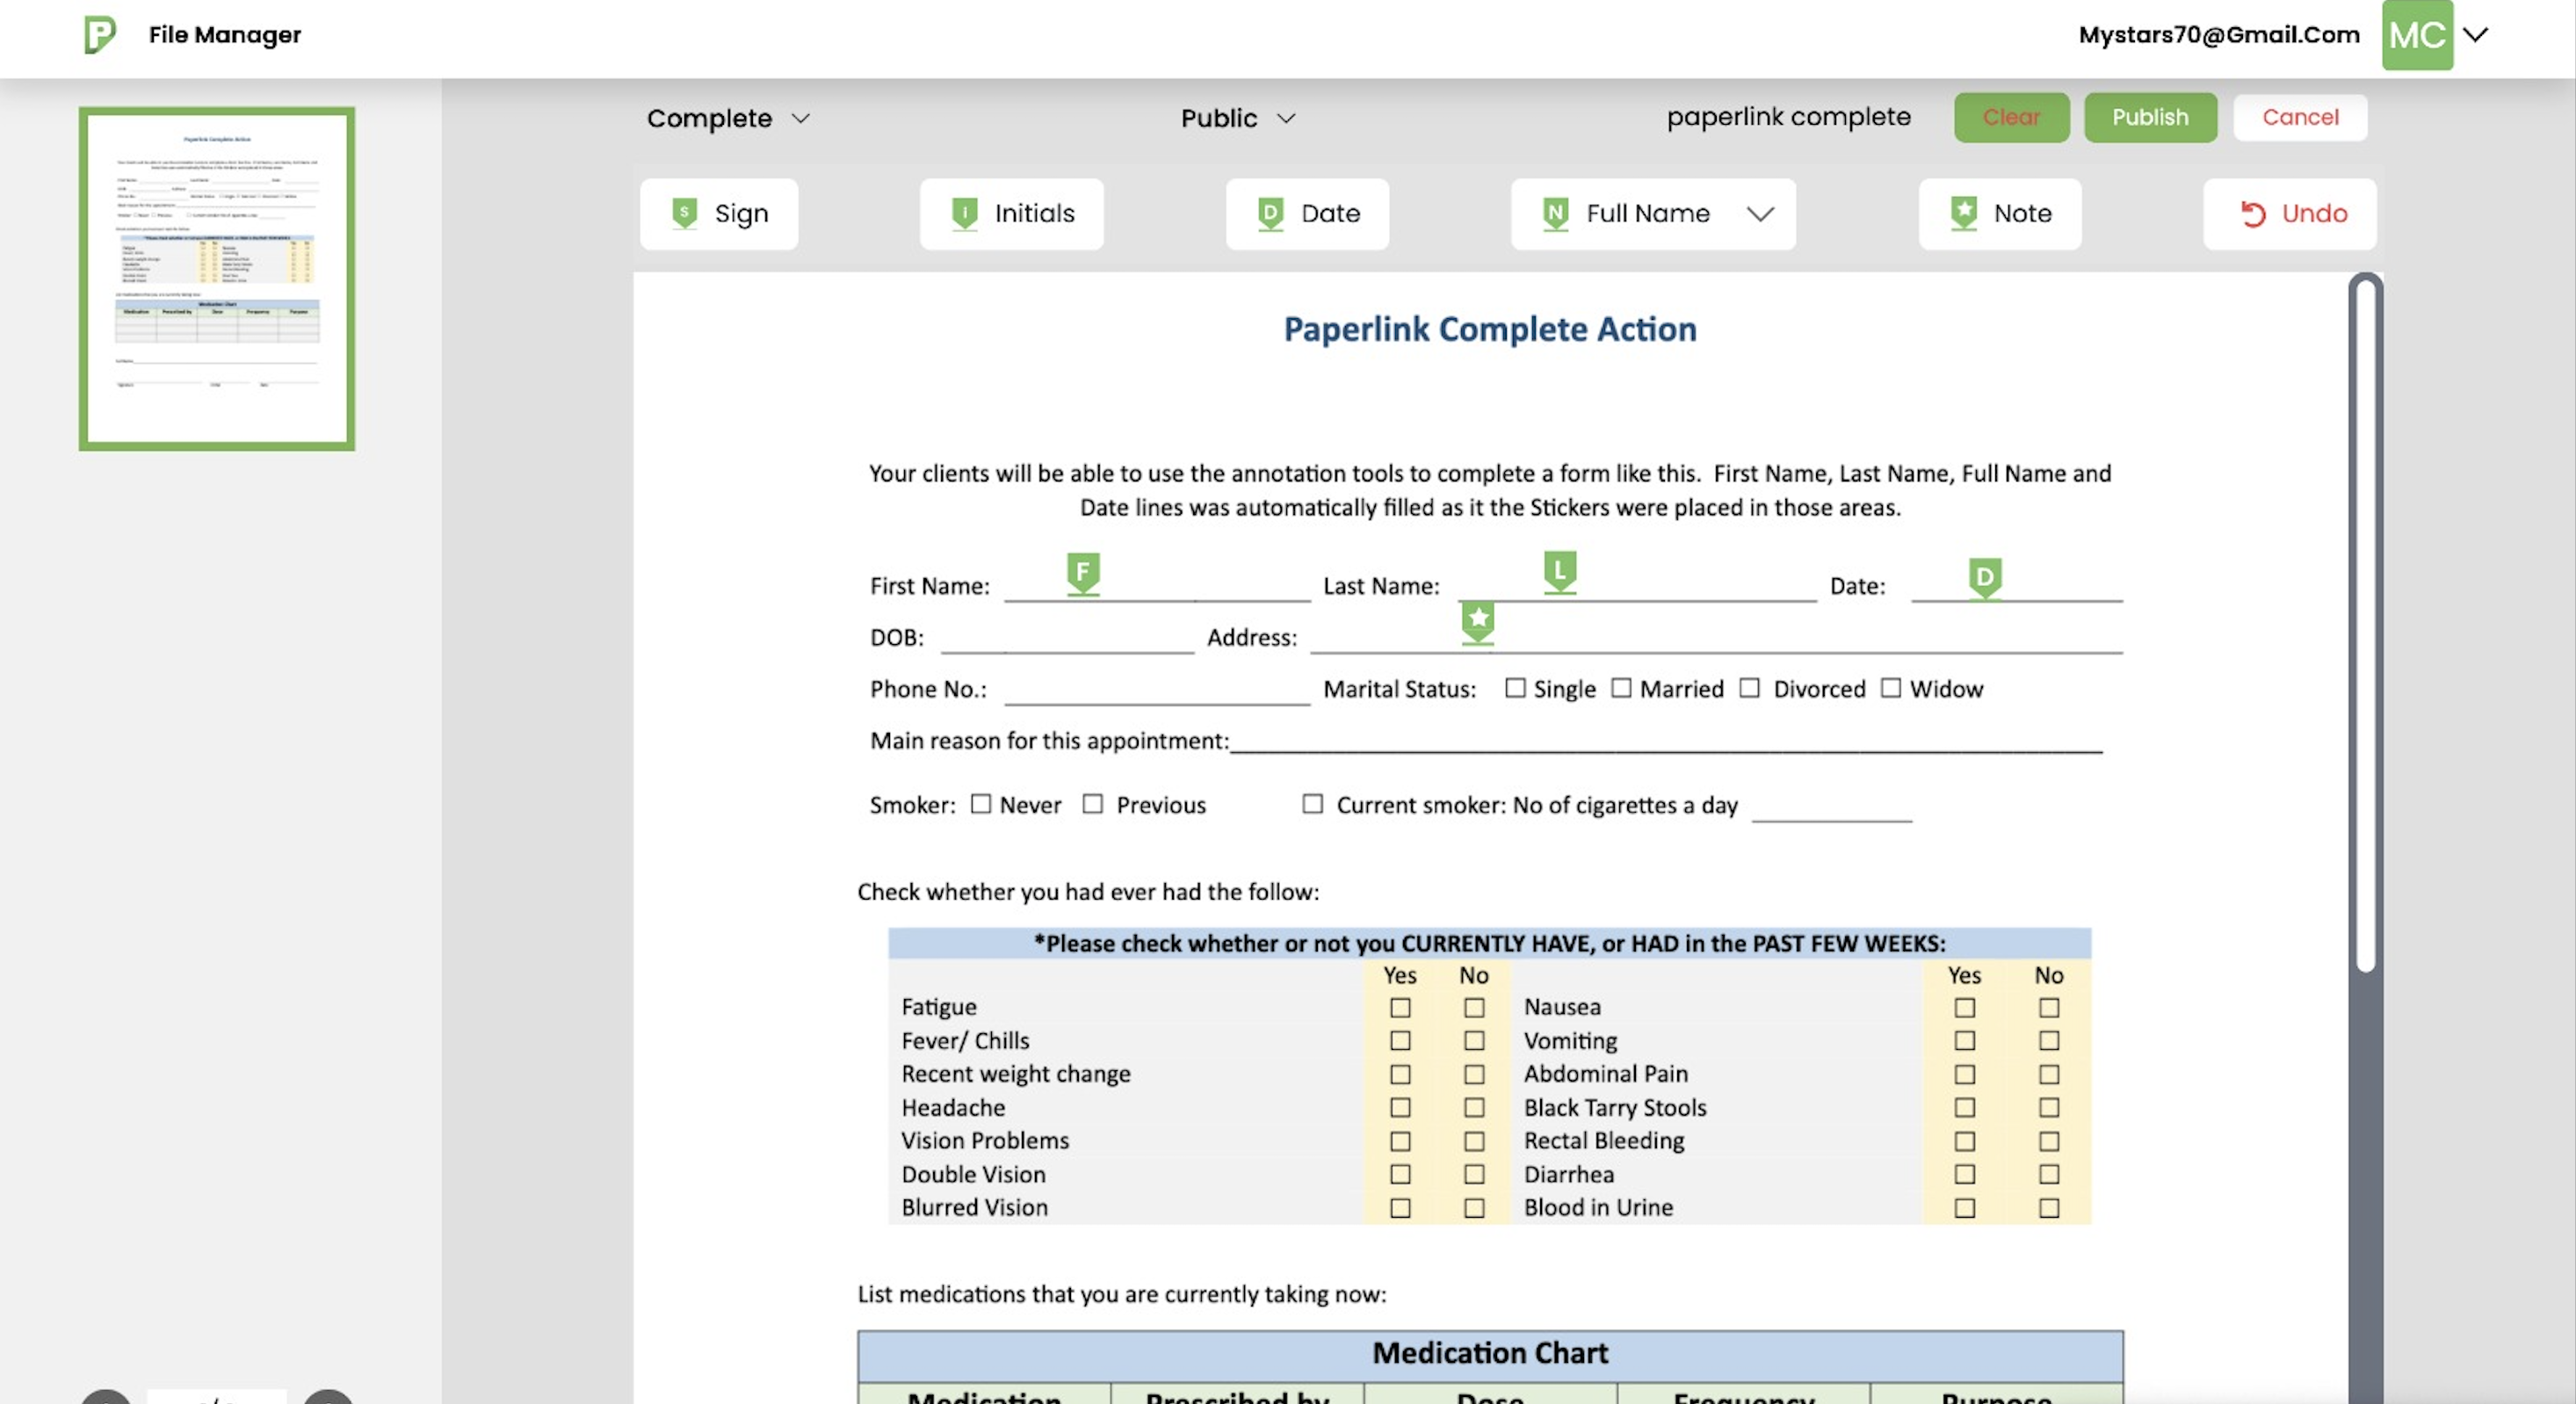 P File Manager Mystars70@Gmail.Com MC
Complete Public paperlink complete Clear Publish Cancel
S Sign i Initials D Date N Full Name Note Undo
Paperlink Complete Action
Your clients will be able to use the annotation tools to complete a form like this. First Name, Last Name, Full Name and
Date lines was automatically filled as it the Stickers were placed in those areas.
First Name: F Last Name: L Date: D
DOB: Address:
Phone No.: Marital Status: ☐ Single ☐ Married ☐ Divorced ☐ Widow
Main reason for this appointment:
Smoker: ☐ Never ☐ Previous ☐ Current smoker: No of cigarettes a day
Check whether you had ever had the follow:
*Please check whether or not you CURRENTLY HAVE, or HAD in the PAST FEW WEEKS:
Yes No Yes No
Fatigue ☐ ☐ Nausea ☐ ☐
Fever/ Chills ☐ ☐ Vomiting ☐ ☐
Recent weight change ☐ ☐ Abdominal Pain ☐ ☐
Headache ☐ ☐ Black Tarry Stools ☐ ☐
Vision Problems ☐ ☐ Rectal Bleeding ☐ ☐
Double Vision ☐ ☐ Diarrhea ☐ ☐
Blurred Vision ☐ ☐ Blood in Urine ☐ ☐
List medications that you are currently taking now:
Medication Chart
Medication Prescribed by Dose Frequency Purpose